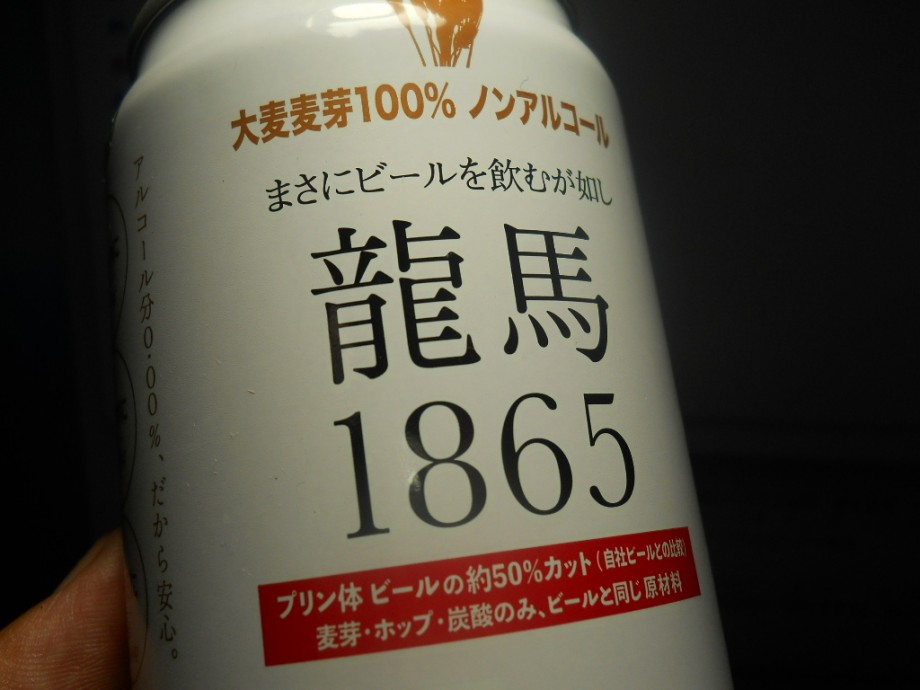 大麦麦芽100% ノンアルコール
まさにビールを飲むが如し
龍馬
1865
プリン体 ビールの約50%カット（自社ビールとの比較）
麦芽・ホップ・炭酸のみ、ビールと同じ原材料
アルコール分0.00%、だから安心。